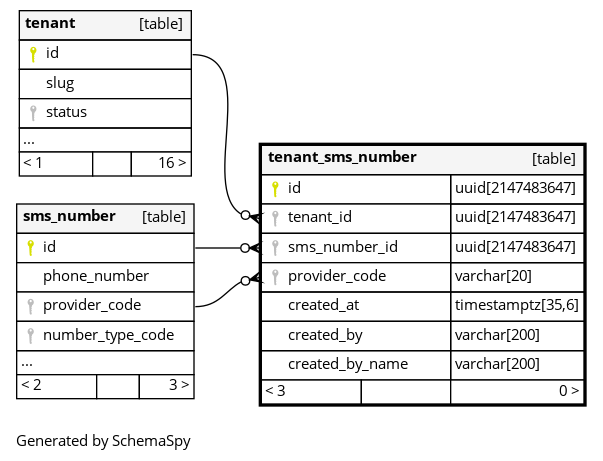 tenant [table]
id
slug
status
...
< 1 16 >
sms_number [table]
id
phone_number
provider_code
number_type_code
...
< 2 3 >
tenant_sms_number [table]
id uuid[2147483647]
tenant_id uuid[2147483647]
sms_number_id uuid[2147483647]
provider_code varchar[20]
created_at timestamptz[35,6]
created_by varchar[200]
created_by_name varchar[200]
< 3 0 >
Generated by SchemaSpy